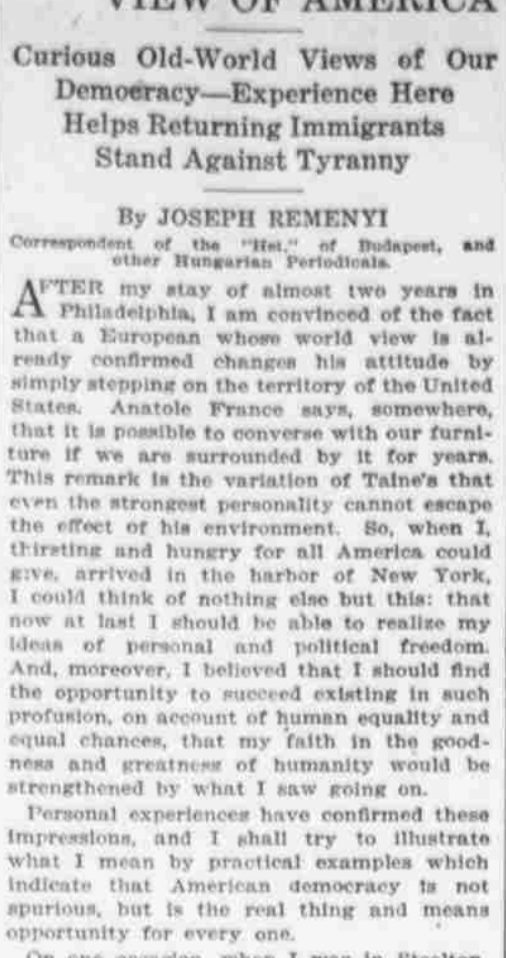 VIEW OF AMERICA
Curious Old-World Views of Our
Democracy—Experience Here
Helps Returning Immigrants
Stand Against Tyranny
By JOSEPH REMENYI
Correspondent of the "Het," of Budapest, and
other Hungarian Periodicals.
AFTER my stay of almost two years in
Philadelphia, I am convinced of the fact
that a European whose world view is al-
ready confirmed changes his attitude by
simply stepping on the territory of the United
States. Anatole France says, somewhere,
that it is possible to converse with our furni-
ture if we are surrounded by it for years.
This remark is the variation of Taine's that
even the strongest personality cannot escape
the effect of his environment. So, when I,
thirsting and hungry for all America could
give, arrived in the harbor of New York,
I could think of nothing else but this: that
now at last I should be able to realize my
ideas of personal and political freedom.
And, moreover, I believed that I should find
the opportunity to succeed existing in such
profusion, on account of human equality and
equal chances, that my faith in the good-
ness and greatness of humanity would be
strengthened by what I saw going on.
Personal experiences have confirmed these
impressions, and I shall try to illustrate
what I mean by practical examples which
indicate that American democracy is not
spurious, but is the real thing and means
opportunity for every one.
On one occasion, when I was in Steelton,